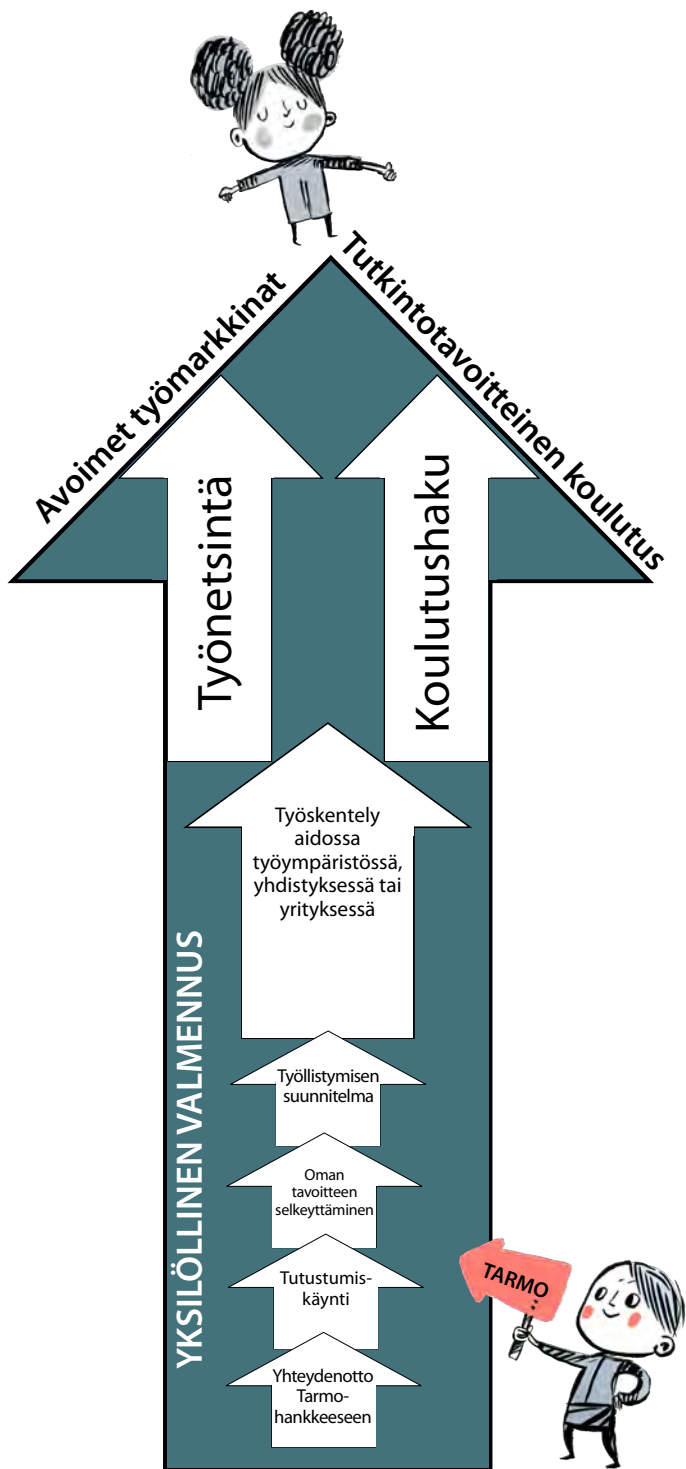 Avoimet työmarkkinat
Tutkintotavoitteinen koulutus
Työnetsintä
Koulutushaku
Työskentely
aidossa
työympäristössä,
yhdistyksessä tai
yrityksessä
YKSILÖLLINEN VALMENNUS
Työllistymisen
suunnitelma
Oman
tavoitteen
selkeyttäminen
Tutustumis-
käynti
Yhteydenotto
Tarmo-
hankkeeseen
TARMO